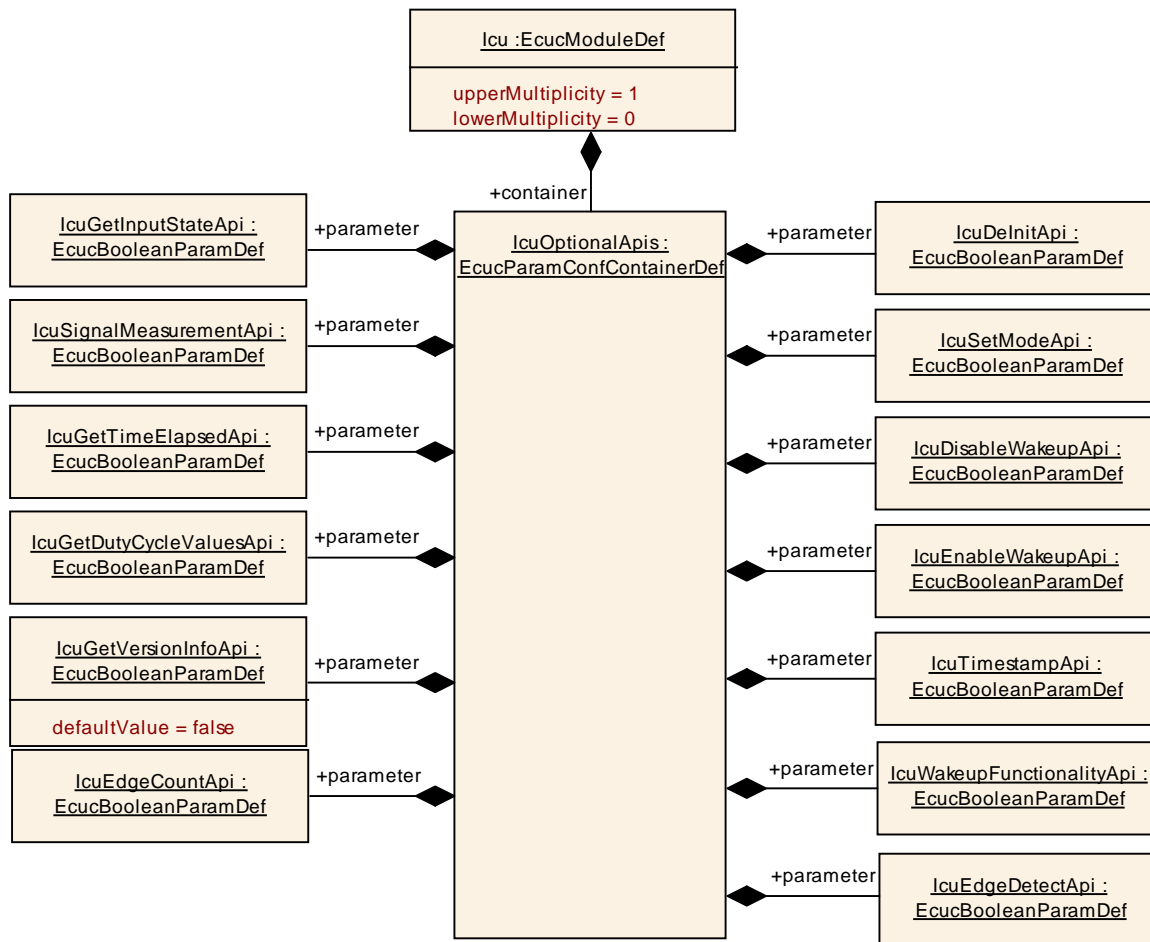 Icu :EcucModuleDef
upperMultiplicity = 1
lowerMultiplicity = 0
+container
IcuOptionalApis :
EcucParamConfContainerDef
IcuGetInputStateApi :
EcucBooleanParamDef
+parameter
IcuSignalMeasurementApi :
EcucBooleanParamDef
+parameter
IcuGetTimeElapsedApi :
EcucBooleanParamDef
+parameter
IcuGetDutyCycleValuesApi :
EcucBooleanParamDef
+parameter
IcuGetVersionInfoApi :
EcucBooleanParamDef
defaultValue = false
+parameter
IcuEdgeCountApi :
EcucBooleanParamDef
+parameter
+parameter
IcuDeInitApi :
EcucBooleanParamDef
+parameter
IcuSetModeApi :
EcucBooleanParamDef
+parameter
IcuDisableWakeupApi :
EcucBooleanParamDef
+parameter
IcuEnableWakeupApi :
EcucBooleanParamDef
+parameter
IcuTimestampApi :
EcucBooleanParamDef
+parameter
IcuWakeupFunctionalityApi :
EcucBooleanParamDef
+parameter
IcuEdgeDetectApi :
EcucBooleanParamDef